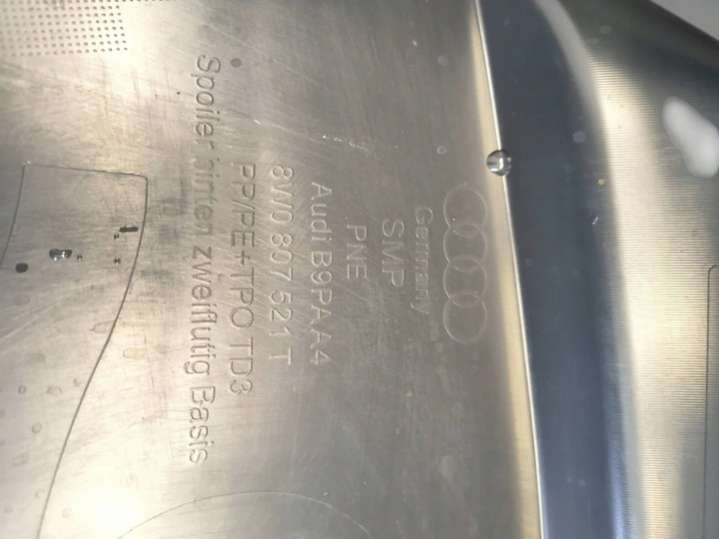 Germany
SMP
PNE
Audi B9PA A4
8W0 807 521 T
PP/PE+TPO TD3
Spoiler hinten zweiflutig Basis